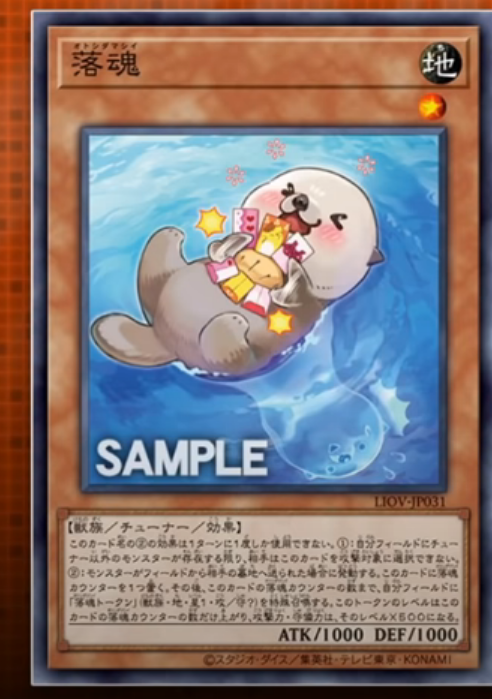 オトシダマシイ
落魂
地
SAMPLE
LIOV-JP031
【獣族／チューナー／効果】
このカード名の②の効果は1ターンに1度しか使用できない。①：自分フィールドにチュー
ナー以外のモンスターが存在する限り、相手はこのカードを攻撃対象に選択できない。
②：モンスターがフィールドから相手の墓地へ送られた場合に発動する。このカードに落魂
カウンターを1つ置く。その後、このカードの落魂カウンターの数まで、自分フィールドに
「落魂トークン」(獣族・地・星1・攻／守?)を特殊召喚する。このトークンのレベルはこの
カードの落魂カウンターの数だけ上がり、攻撃力・守備力は、そのレベル×500になる。
ATK/1000 DEF/1000
©スタジオ・ダイス／集英社・テレビ東京・KONAMI